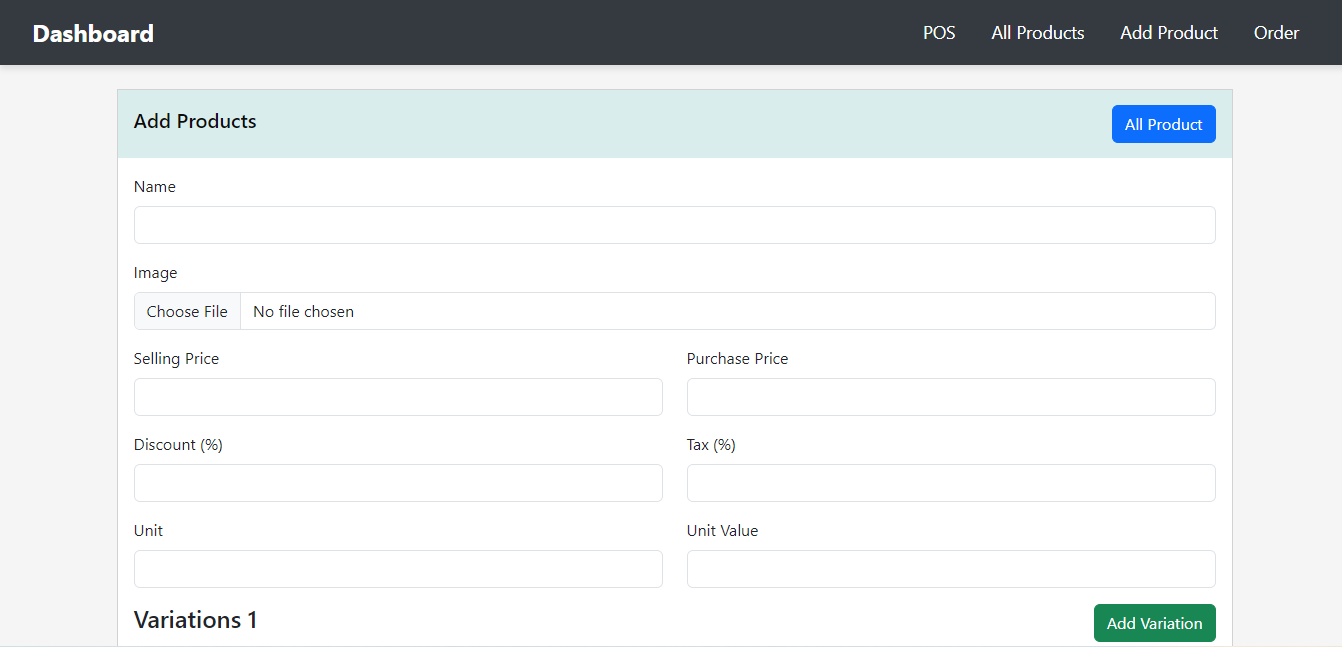 Dashboard POS All Products Add Product Order
Add Products All Product
Name
Image
Choose File No file chosen
Selling Price Purchase Price
Discount (%) Tax (%)
Unit Unit Value
Variations 1 Add Variation